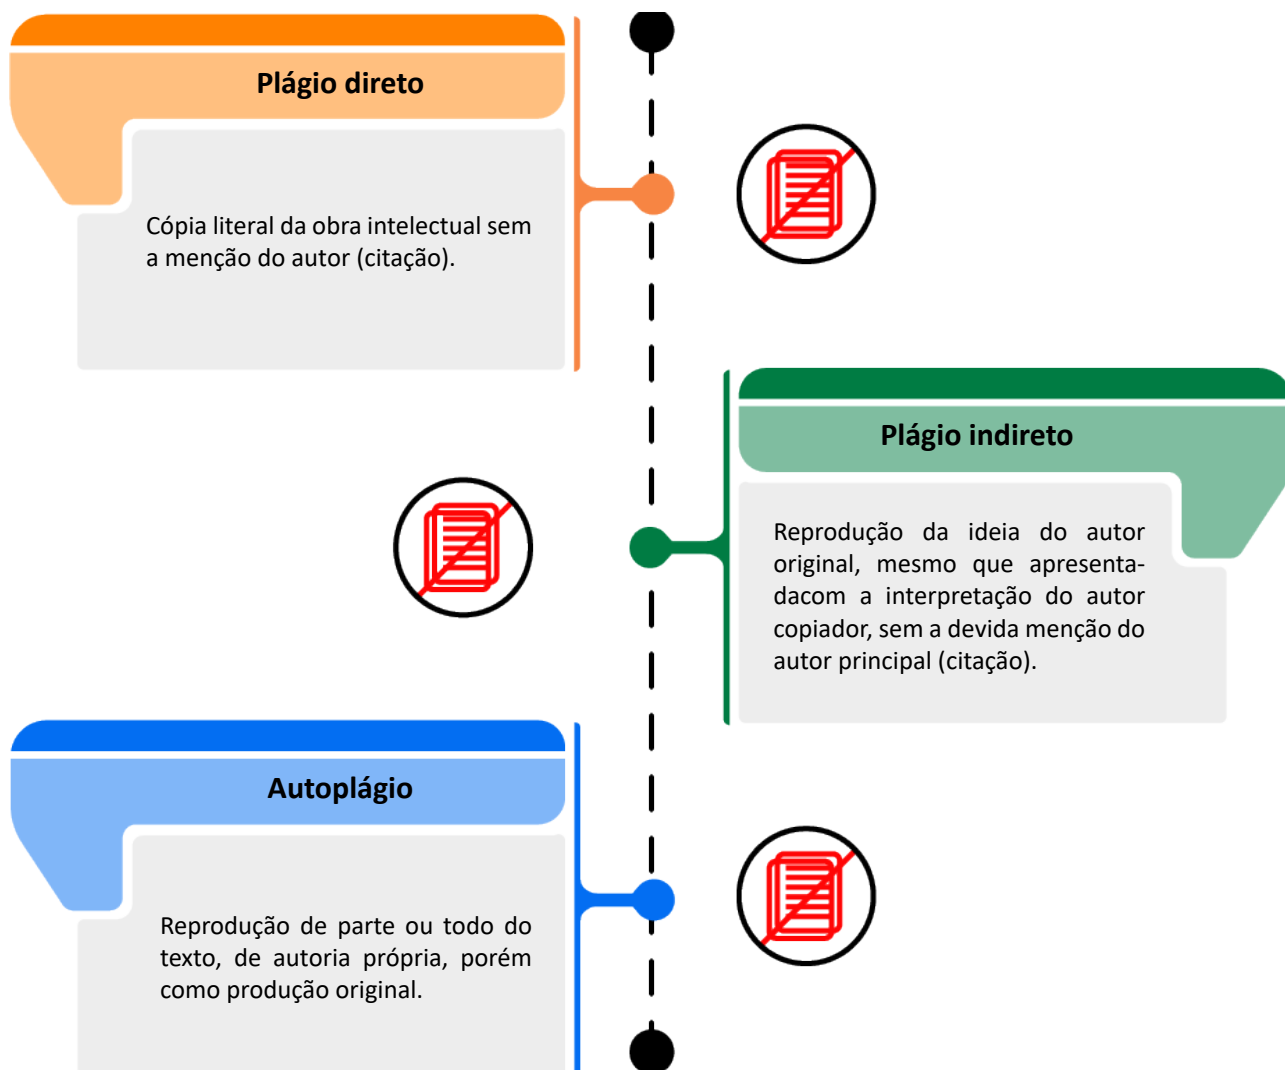 Plágio direto
Cópia literal da obra intelectual sem
a menção do autor (citação).
Plágio indireto
Reprodução da ideia do autor
original, mesmo que apresenta-
dacom a interpretação do autor
copiador, sem a devida menção do
autor principal (citação).
Autoplágio
Reprodução de parte ou todo do
texto, de autoria própria, porém
como produção original.